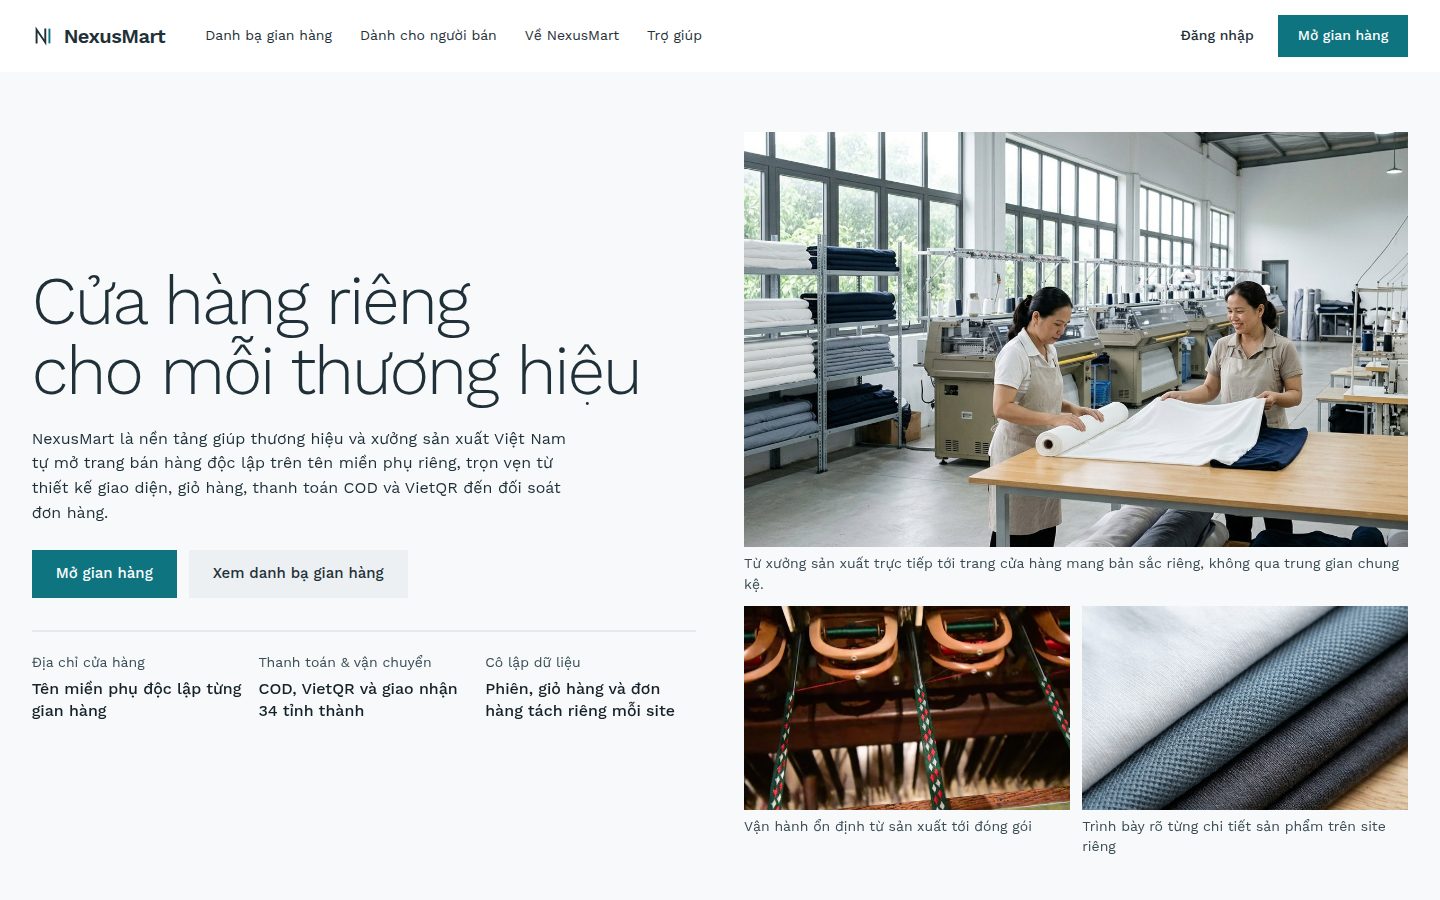 NexusMart
Danh bạ gian hàng
Dành cho người bán
Về NexusMart
Trợ giúp
Đăng nhập
Mở gian hàng
Cửa hàng riêng
cho mỗi thương hiệu
NexusMart là nền tảng giúp thương hiệu và xưởng sản xuất Việt Nam
tự mở trang bán hàng độc lập trên tên miền phụ riêng, trọn vẹn từ
thiết kế giao diện, giỏ hàng, thanh toán COD và VietQR đến đối soát
đơn hàng.
Mở gian hàng
Xem danh bạ gian hàng
Địa chỉ cửa hàng
Tên miền phụ độc lập từng
gian hàng
Thanh toán & vận chuyển
COD, VietQR và giao nhận
34 tỉnh thành
Cô lập dữ liệu
Phiên, giỏ hàng và đơn
hàng tách riêng mỗi site
Từ xưởng sản xuất trực tiếp tới trang cửa hàng mang bản sắc riêng, không qua trung gian chung
kệ.
Vận hành ổn định từ sản xuất tới đóng gói
Trình bày rõ từng chi tiết sản phẩm trên site
riêng